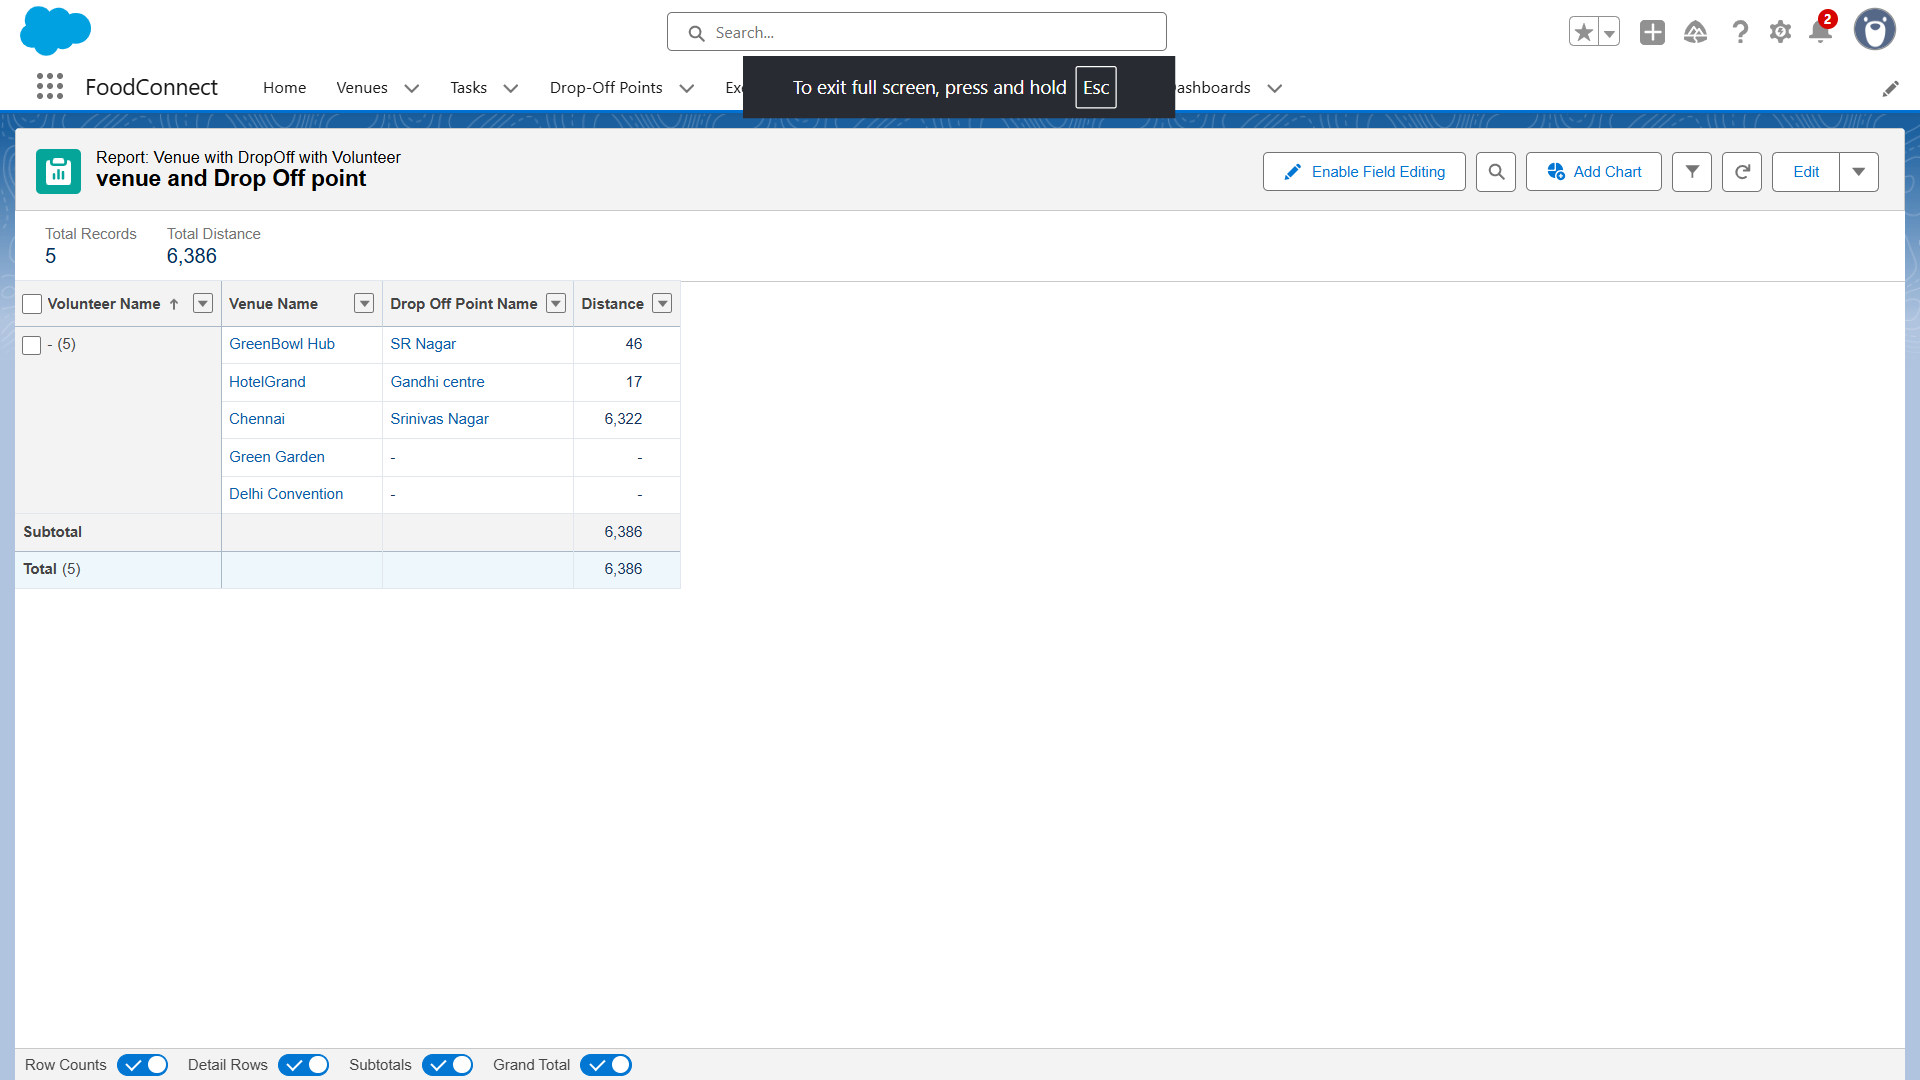 Search...
2
FoodConnect Home Venues Tasks Drop-Off Points
To exit full screen, press and hold Esc
Report: Venue with DropOff with Volunteer
venue and Drop Off point
Enable Field Editing Add Chart Edit
Total Records Total Distance
5 6,386
Volunteer Name ↑ Venue Name Drop Off Point Name Distance
- (5) GreenBowl Hub SR Nagar 46
HotelGrand Gandhi centre 17
Chennai Srinivas Nagar 6,322
Green Garden - -
Delhi Convention - -
Subtotal 6,386
Total (5) 6,386
Row Counts Detail Rows Subtotals Grand Total